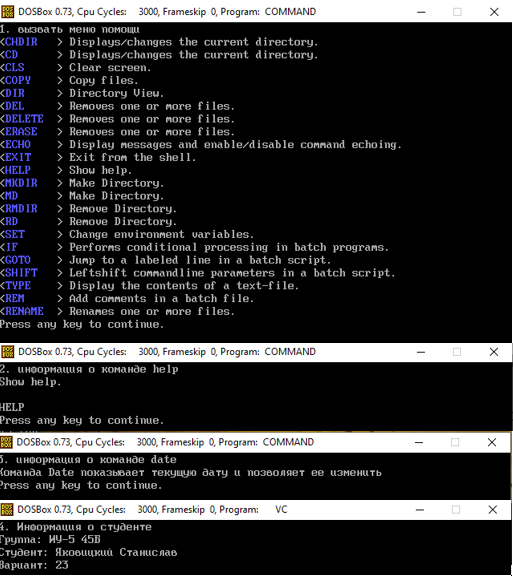 DOSBox 0.73, Cpu Cycles: 3000, Frameskip 0, Program: COMMAND
1. вызвать меню помощи
<CHDIR > Displays/changes the current directory.
<CD > Displays/changes the current directory.
<CLS > Clear screen.
<COPY > Copy files.
<DIR > Directory View.
<DEL > Removes one or more files.
<DELETE > Removes one or more files.
<ERASE > Removes one or more files.
<ECHO > Display messages and enable/disable command echoing.
<EXIT > Exit from the shell.
<HELP > Show help.
<MKDIR > Make Directory.
<MD > Make Directory.
<RMDIR > Remove Directory.
<RD > Remove Directory.
<SET > Change environment variables.
<IF > Performs conditional processing in batch programs.
<GOTO > Jump to a labeled line in a batch script.
<SHIFT > Leftshift commandline parameters in a batch script.
<TYPE > Display the contents of a text-file.
<REM > Add comments in a batch file.
<RENAME > Renames one or more files.
Press any key to continue.
DOSBox 0.73, Cpu Cycles: 3000, Frameskip 0, Program: COMMAND
2. информация о команде help
Show help.
HELP
Press any key to continue.
DOSBox 0.73, Cpu Cycles: 3000, Frameskip 0, Program: COMMAND
3. информация о команде date
Команда Date показывает текущую дату и позволяет ее изменить
Press any key to continue.
DOSBox 0.73, Cpu Cycles: 3000, Frameskip 0, Program: VC
4. Информация о студенте
Группа: ИУ-5 45В
Студент: Яковицкий Станислав
Вариант: 23